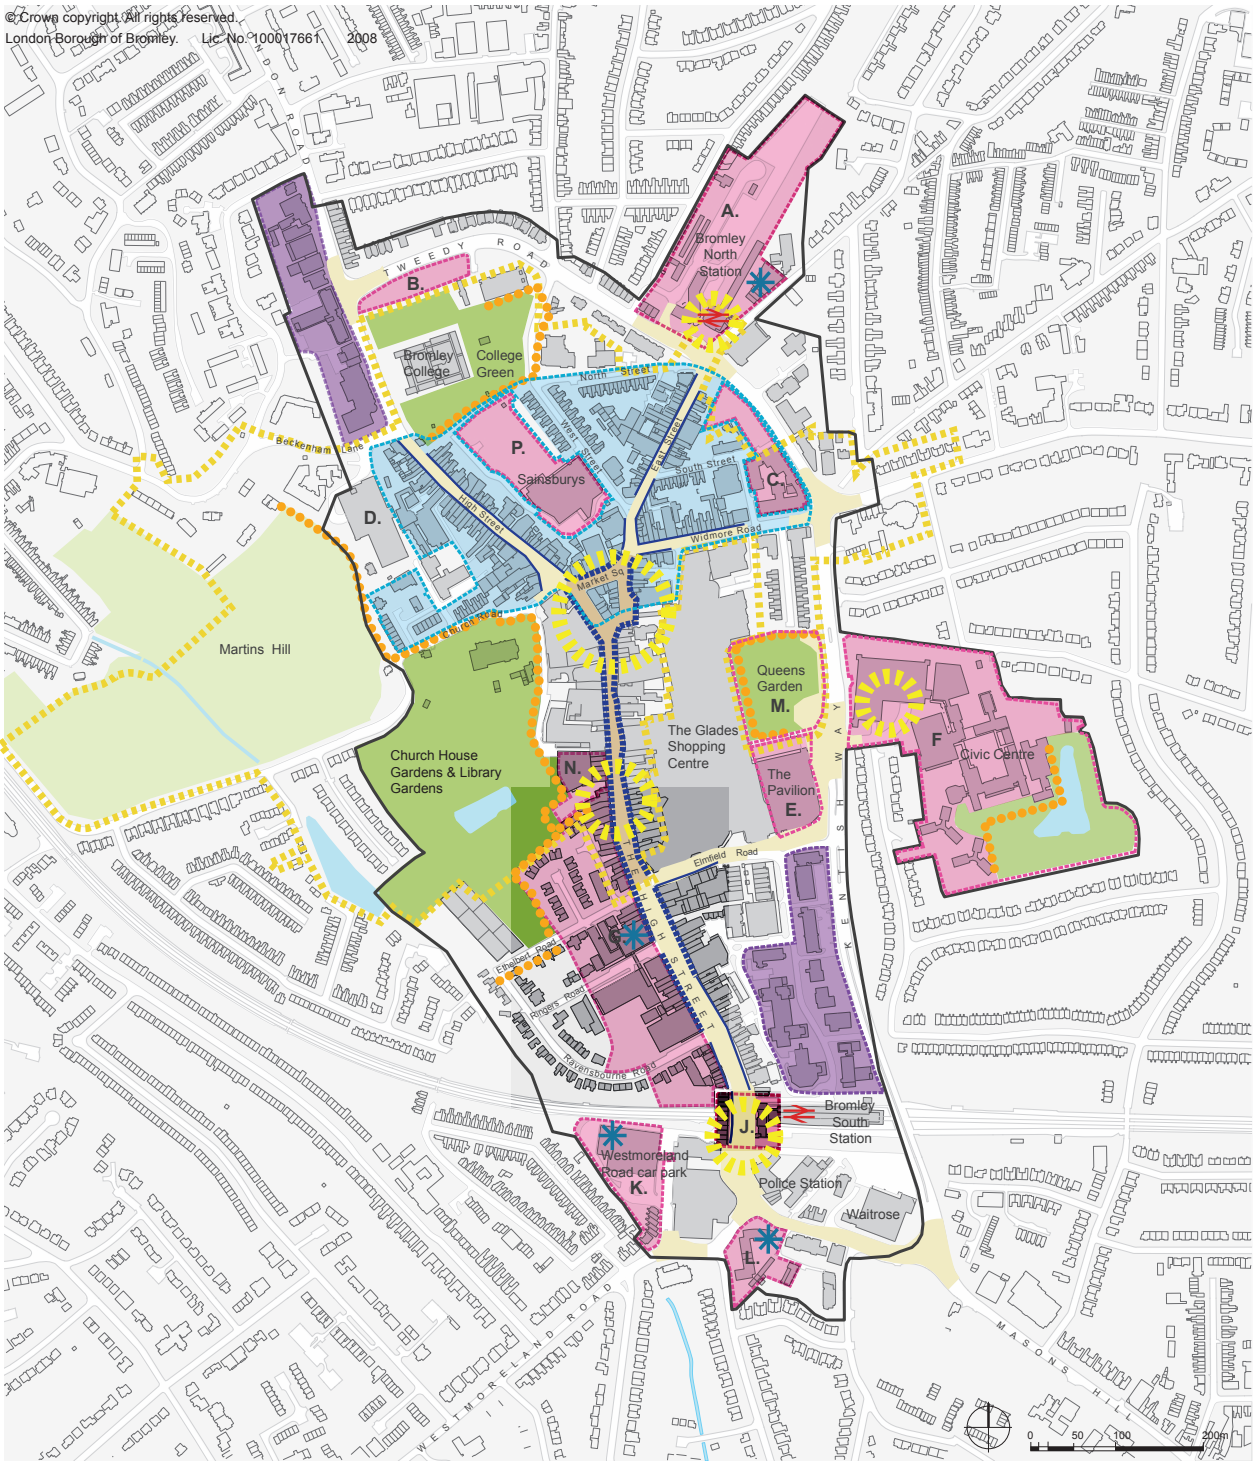 © Crown copyright. All rights reserved.
London Borough of Bromley. Lic. No. 100017661 2008
NDON ROAD
TWEEDY ROAD
A.
Bromley
North
Station
B.
Bromley
College
College
Green
North Street
West Street
East Street
South Street
Beckenham Lane
P.
Sainsburys
C.
D.
High Street
Widmore Road
Market Sq
Church Road
Martins Hill
Queens
Garden
M.
The Glades
Shopping
Centre
F
Civic Centre
Church House
Gardens & Library
Gardens
N.
The
Pavilion
E.
KENTISH WAY
Elmfield Road
THE HIGH STREET
G
Ethelbert Road
Ringers Road
Ravensbourne Road
J.
Bromley
South
Station
Westmoreland
Road car park
K.
Police Station
Waitrose
L.
WESTMORELAND ROAD
MASONS HILL
0 50 100 200m